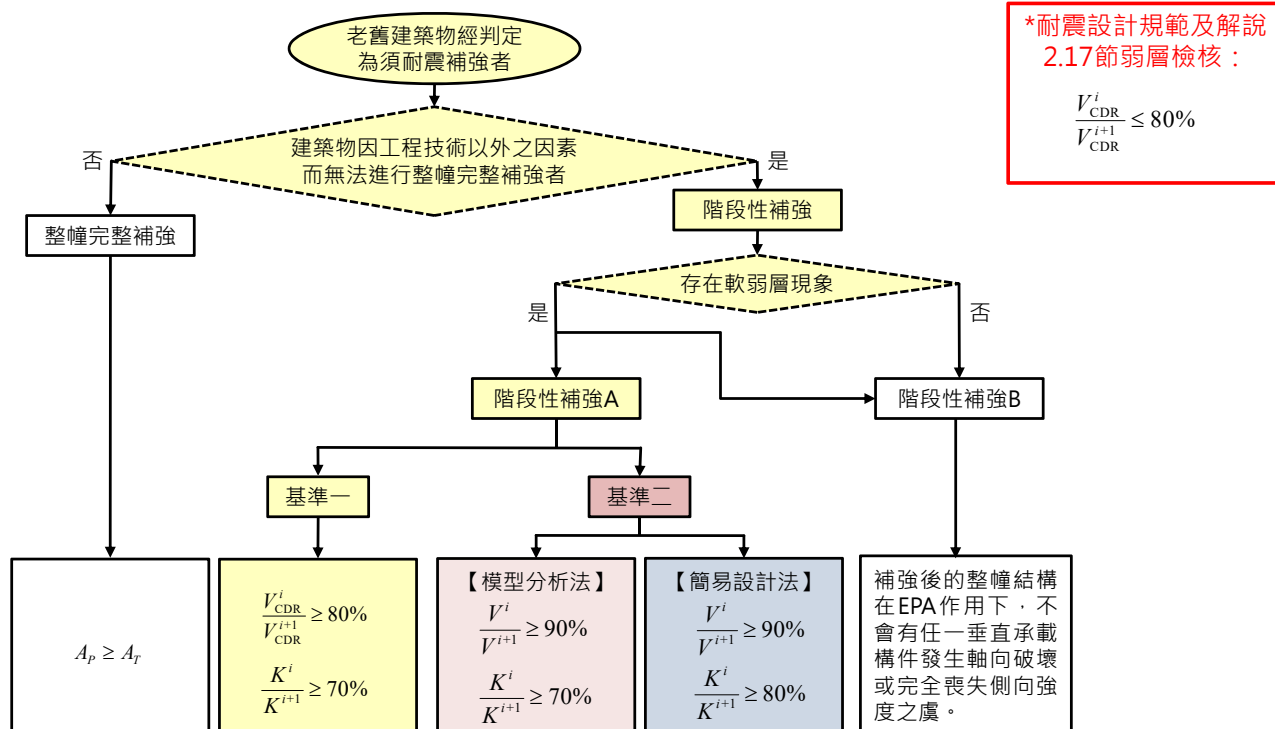 老舊建築物經判定
為須耐震補強者
*耐震設計規範及解說
2.17節弱層檢核：
V^i_CDR / V^{i+1}_CDR ≤ 80%
建築物因工程技術以外之因素
而無法進行整幢完整補強者
否
是
整幢完整補強
階段性補強
存在軟弱層現象
是
否
階段性補強A
階段性補強B
基準一
基準二
A_P ≥ A_T
V^i_CDR / V^{i+1}_CDR ≥ 80%
K^i / K^{i+1} ≥ 70%
【模型分析法】
V^i / V^{i+1} ≥ 90%
K^i / K^{i+1} ≥ 70%
【簡易設計法】
V^i / V^{i+1} ≥ 90%
K^i / K^{i+1} ≥ 80%
補強後的整幢結構
在EPA作用下，不
會有任一垂直承載
構件發生軸向破壞
或完全喪失側向強
度之虞。